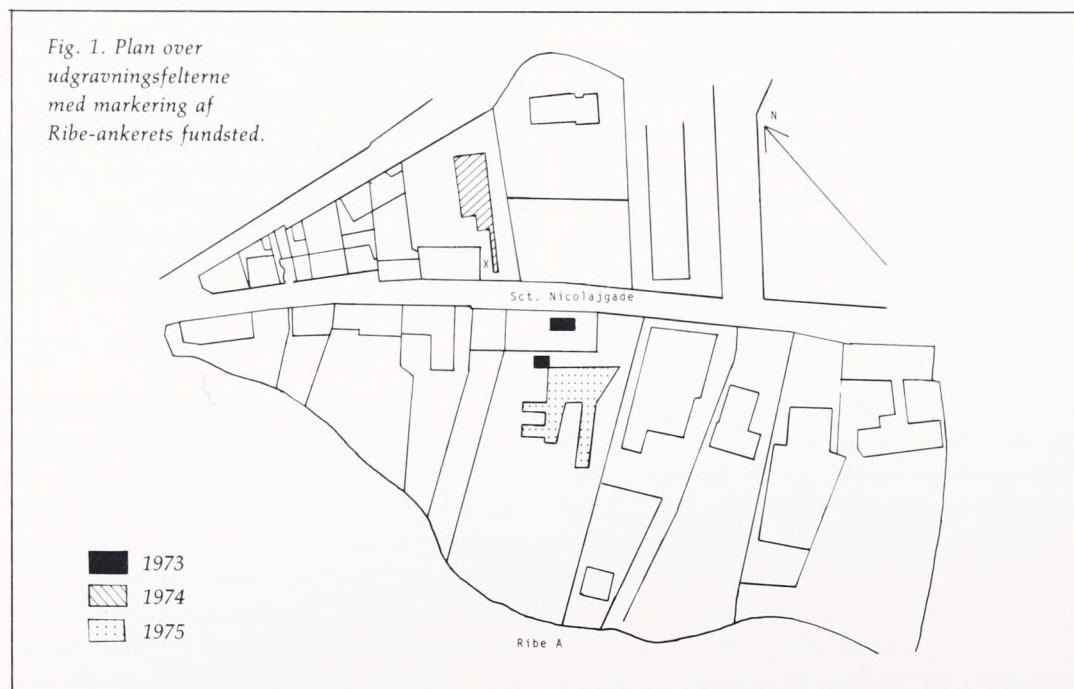 Fig. 1. Plan over
udgravningsfelterne
med markering af
Ribe-ankerets fundsted.
N
X
Sct. Nicolajgade
1973
1974
1975
Ribe Å